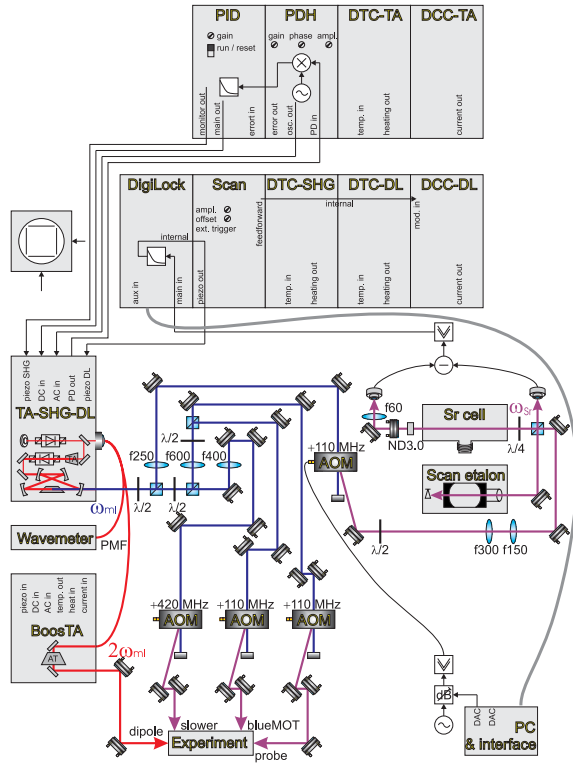 PID
PDH
DTC-TA
DCC-TA
gain
run / reset
gain phase ampl.
monitor out
main out
errort in
error out
osc. out
PD in
temp. in
heating out
current out
DigiLock
Scan
DTC-SHG
DTC-DL
DCC-DL
ampl.
offset
ext. trigger
internal
internal
feedforward
mod. in
aux in
main in
piezo out
temp. in
heating out
temp. in
heating out
current out
piezo SHG
DC in
AC in
PD out
piezo DL
TA-SHG-DL
A
ωml
Wavemeter
PMF
λ/2
f250
f600
f400
λ/2
λ/2
+110 MHz
AOM
f60
ND3.0
Sr cell
ωSr
λ/4
Scan etalon
λ/2
f300
f150
piezo in
DC in
AC in
temp. out
heat in
current in
BoosTA
AT
2ωml
+420 MHz
AOM
+110 MHz
AOM
+110 MHz
AOM
slower
blueMOT
dipole
Experiment
probe
dB
DAC
DAC
PC
& interface